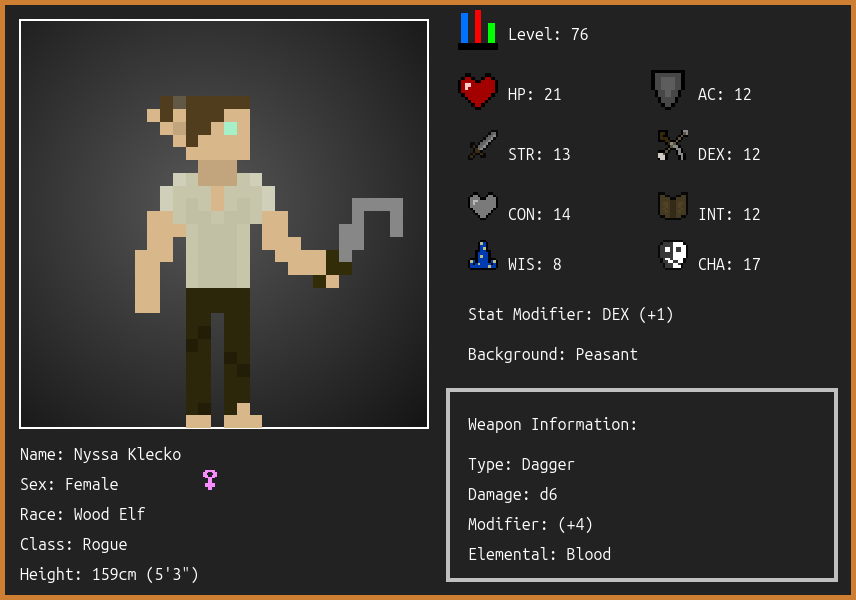 Level: 76
HP: 21
AC: 12
STR: 13
DEX: 12
CON: 14
INT: 12
WIS: 8
CHA: 17
Stat Modifier: DEX (+1)
Background: Peasant
Weapon Information:
Type: Dagger
Damage: d6
Modifier: (+4)
Elemental: Blood
Name: Nyssa Klecko
Sex: Female
Race: Wood Elf
Class: Rogue
Height: 159cm (5'3")